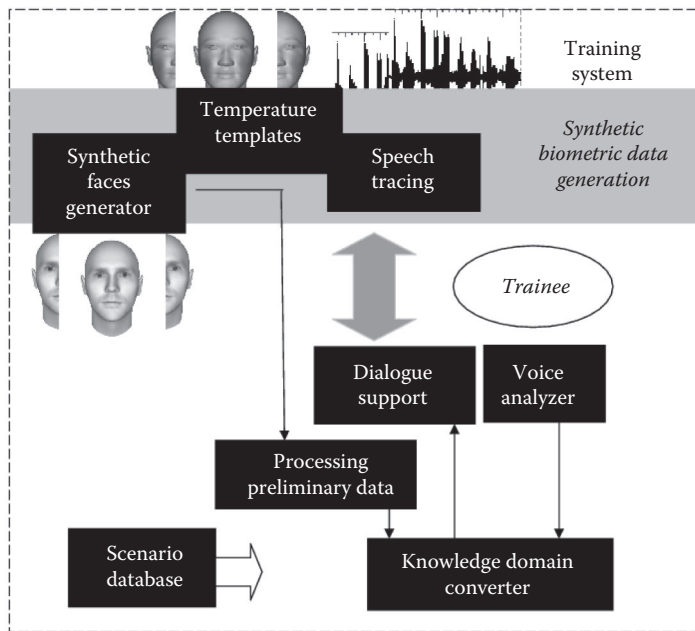 Training
system
Temperature
templates
Synthetic
faces
generator
Speech
tracing
Synthetic
biometric data
generation
Trainee
Dialogue
support
Voice
analyzer
Processing
preliminary data
Scenario
database
Knowledge domain
converter